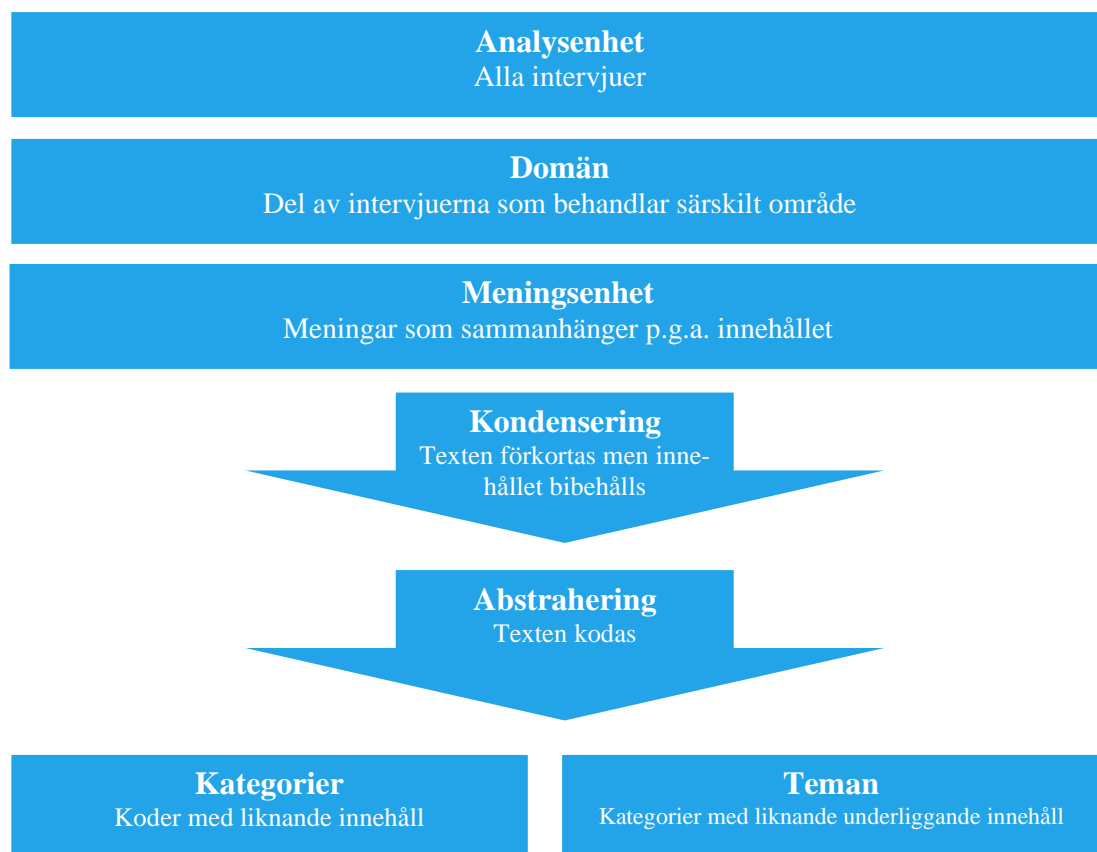 Analysenhet
Alla intervjuer
Domän
Del av intervjuerna som behandlar särskilt område
Meningsenhet
Meningar som sammanhänger p.g.a. innehållet
Kondensering
Texten förkortas men inne-
hållet bibehålls
Abstrahering
Texten kodas
Kategorier
Koder med liknande innehåll
Teman
Kategorier med liknande underliggande innehåll